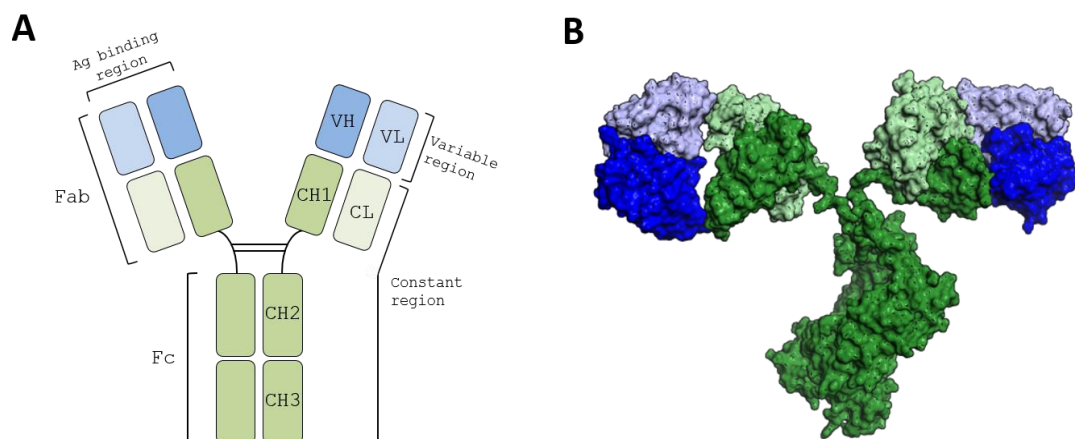 A
B
Ag binding
region
VH
VL
Variable
region
Fab
CH1
CL
Constant
region
CH2
Fc
CH3